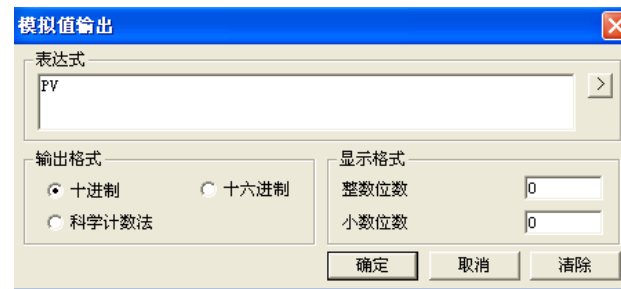 模拟值输出
表达式
PV
>
输出格式
十进制
十六进制
科学计数法
显示格式
整数位数
0
小数位数
0
确定
取消
清除